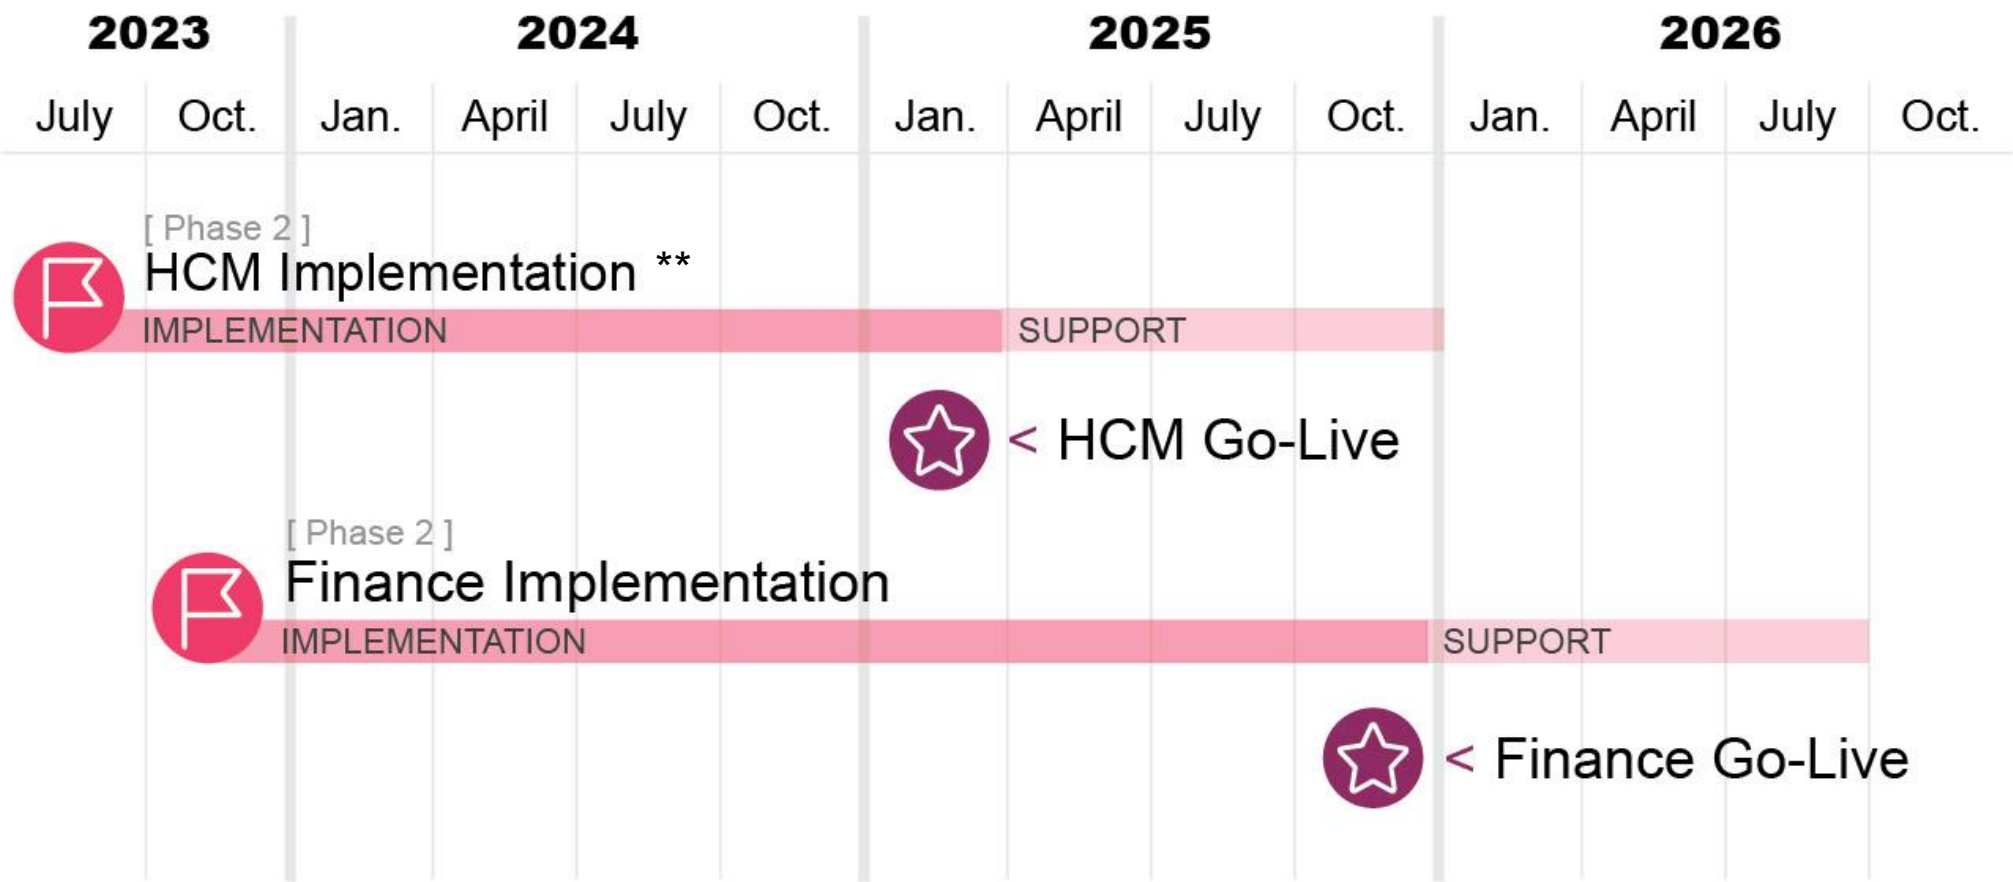 2023 2024 2025 2026
July Oct. Jan. April July Oct. Jan. April July Oct. Jan. April July Oct.
[ Phase 2 ]
HCM Implementation **
IMPLEMENTATION SUPPORT
< HCM Go-Live
[ Phase 2 ]
Finance Implementation
IMPLEMENTATION SUPPORT
< Finance Go-Live